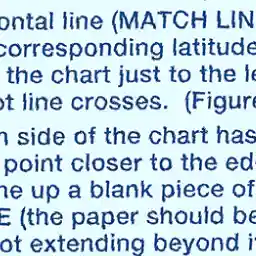 ontal line (MATCH LIN
corresponding latitude
the chart just to the le
ot line crosses. (Figure
n side of the chart has
point closer to the ed
ne up a blank piece of
E (the paper should be
ot extending beyond i